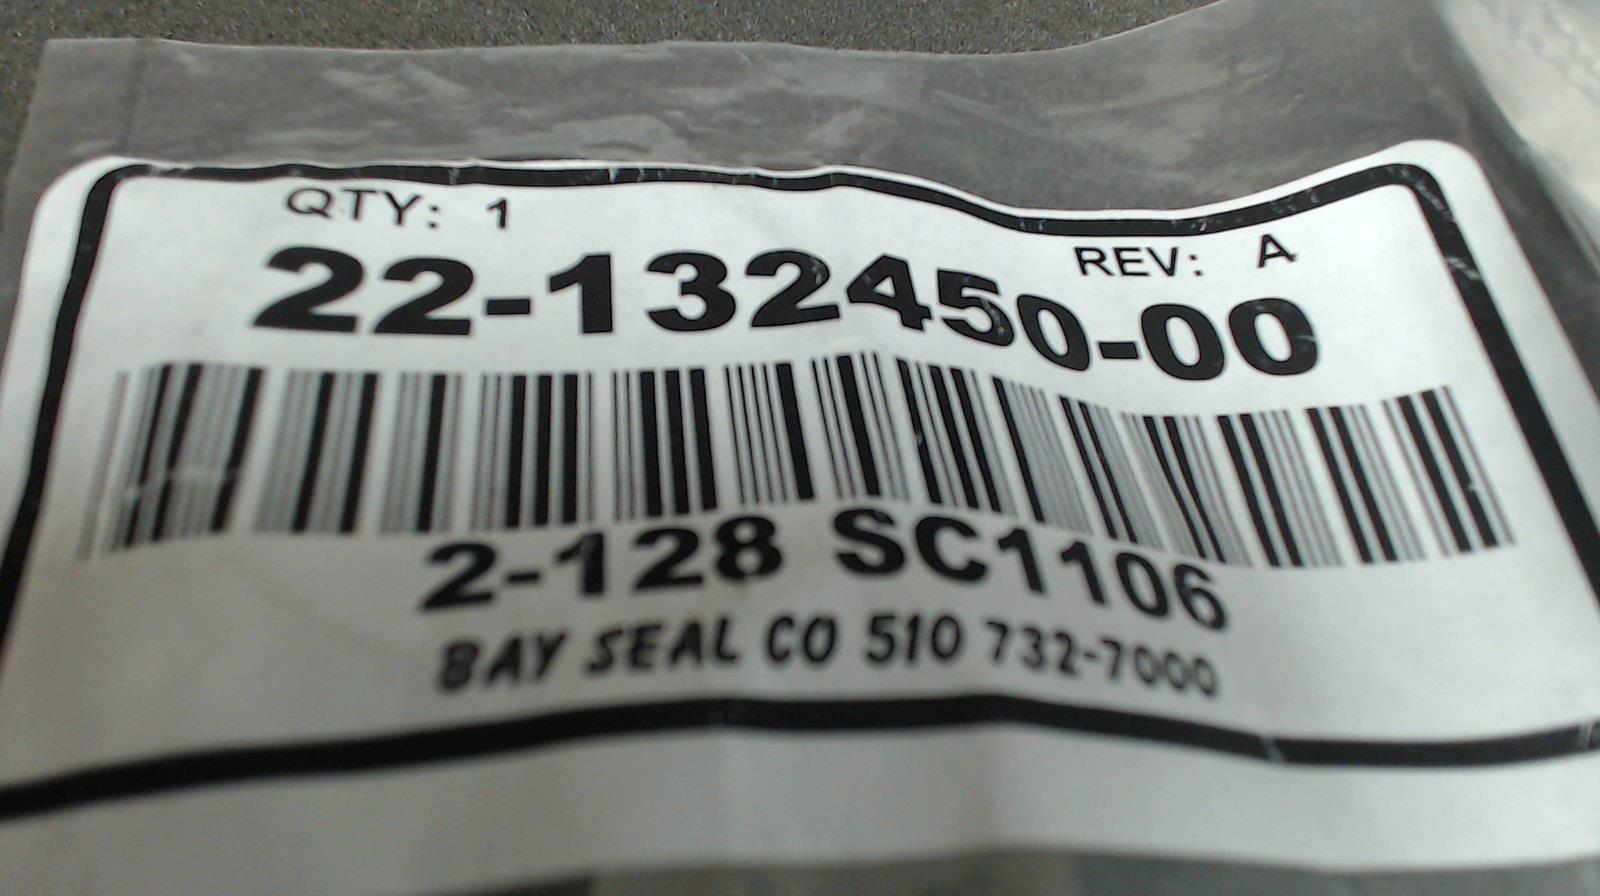 QTY: 1
REV: A
22-132450-00
2-128 SC1106
BAY SEAL CO 510 732-7000